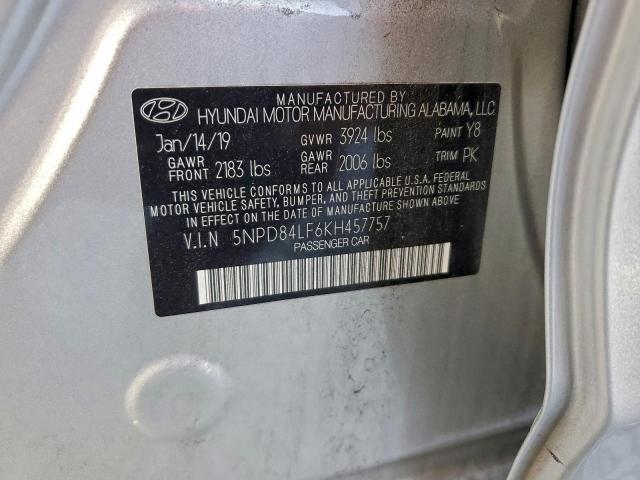 MANUFACTURED BY
HYUNDAI MOTOR MANUFACTURING ALABAMA, LLC
Jan/14/19 GVWR 3924 lbs PAINT Y8
GAWR FRONT 2183 lbs GAWR REAR 2006 lbs TRIM PK
THIS VEHICLE CONFORMS TO ALL APPLICABLE U.S.A. FEDERAL
MOTOR VEHICLE SAFETY, BUMPER, AND THEFT PREVENTION STANDARDS
IN EFFECT ON THE DATE OF MANUFACTURE SHOWN ABOVE.
V.I.N 5NPD84LF6KH457757
PASSENGER CAR